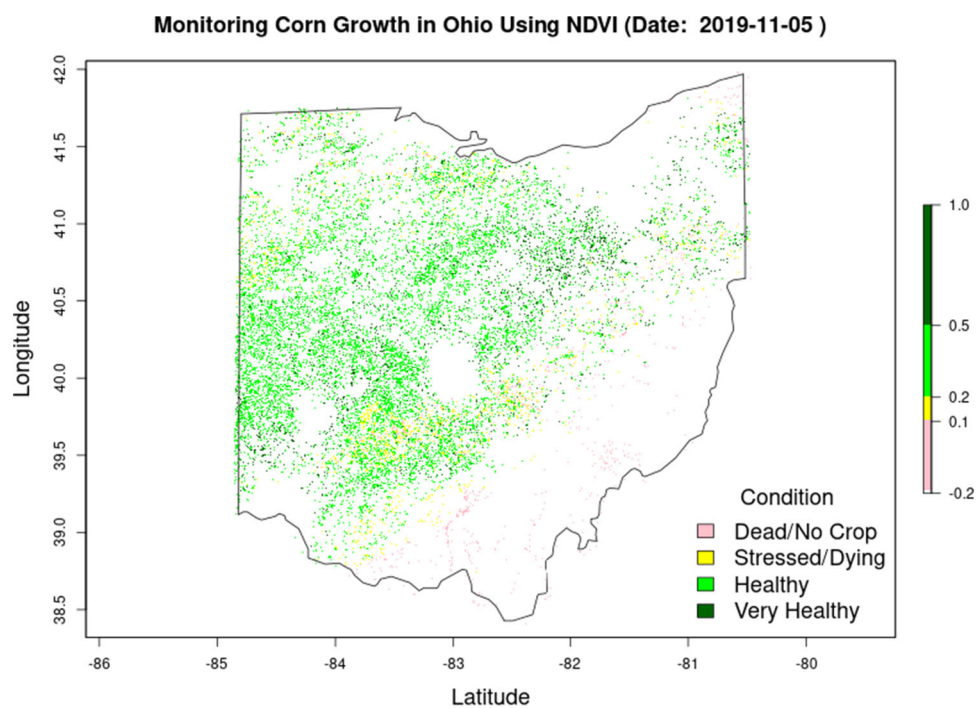 Monitoring Corn Growth in Ohio Using NDVI (Date:  2019-11-05 )
Longitude
42.0
41.5
41.0
40.5
40.0
39.5
39.0
38.5
1.0
0.5
0.2
0.1
-0.2
Condition
Dead/No Crop
Stressed/Dying
Healthy
Very Healthy
-86
-85
-84
-83
-82
-81
-80
Latitude